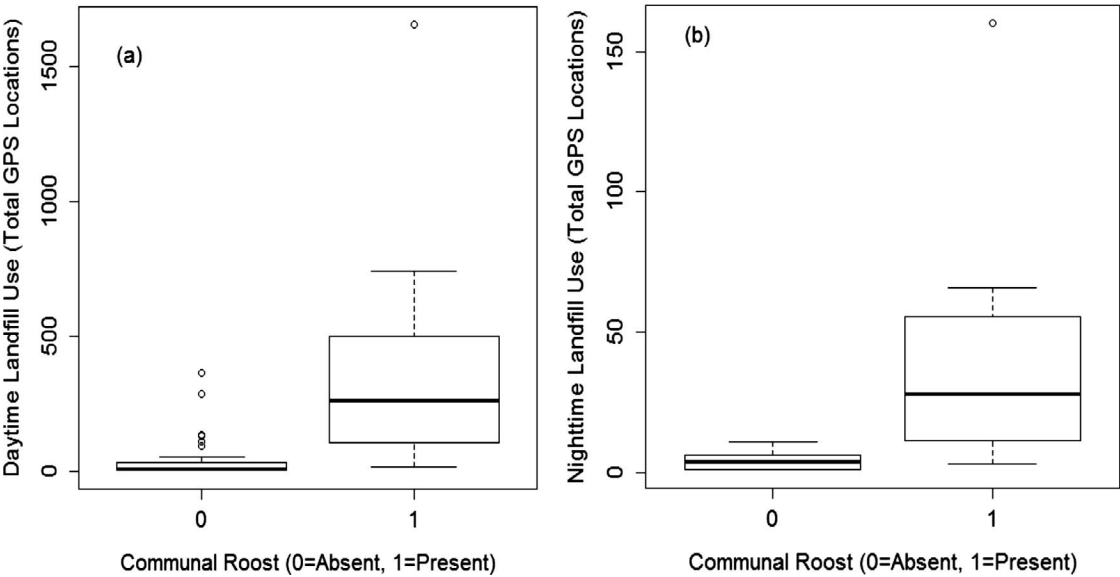 (a)
Daytime Landfill Use (Total GPS Locations)
1500
1000
500
0
0 1
Communal Roost (0=Absent, 1=Present)
(b)
Nighttime Landfill Use (Total GPS Locations)
150
100
50
0
0 1
Communal Roost (0=Absent, 1=Present)